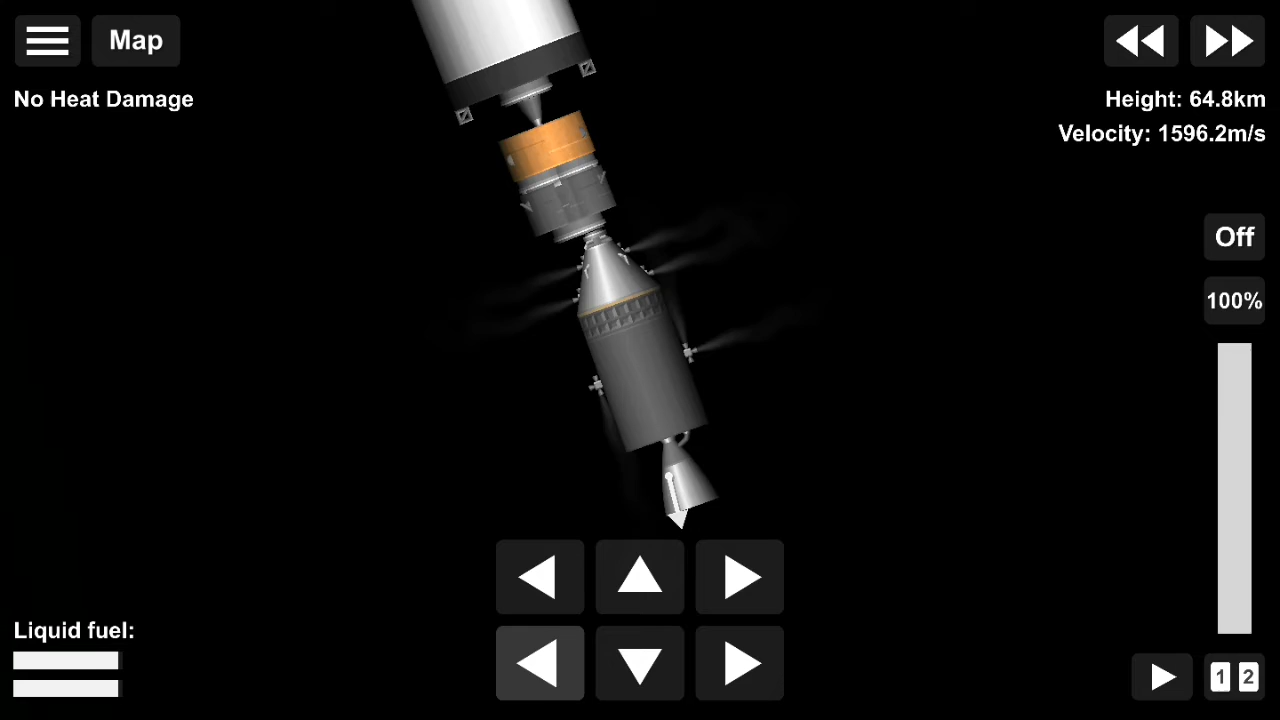 Map
No Heat Damage
Height: 64.8km
Velocity: 1596.2m/s
Off
100%
Liquid fuel:
1 2